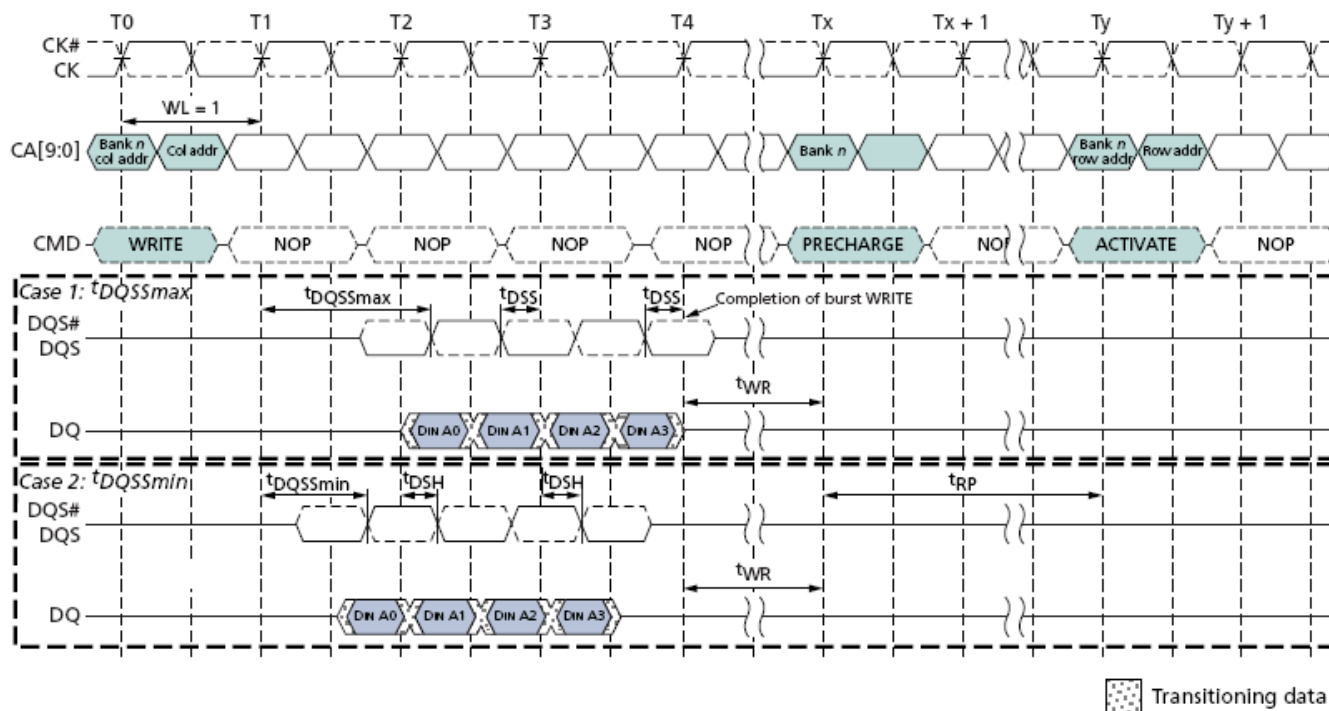 T0 T1 T2 T3 T4 Tx Tx + 1 Ty Ty + 1
CK#
CK
WL = 1
CA[9:0] Bank n col addr Col addr Bank n Bank n row addr Row addr
CMD WRITE NOP NOP NOP NOP PRECHARGE NOP ACTIVATE NOP
Case 1: tDQSSmax
tDQSSmax tDSS tDSS Completion of burst WRITE
DQS#
DQS
tWR
DQ DIN A0 DIN A1 DIN A2 DIN A3
Case 2: tDQSSmin
tDQSSmin tDSH tDSH tRP
DQS#
DQS
tWR
DQ DIN A0 DIN A1 DIN A2 DIN A3
Transitioning data